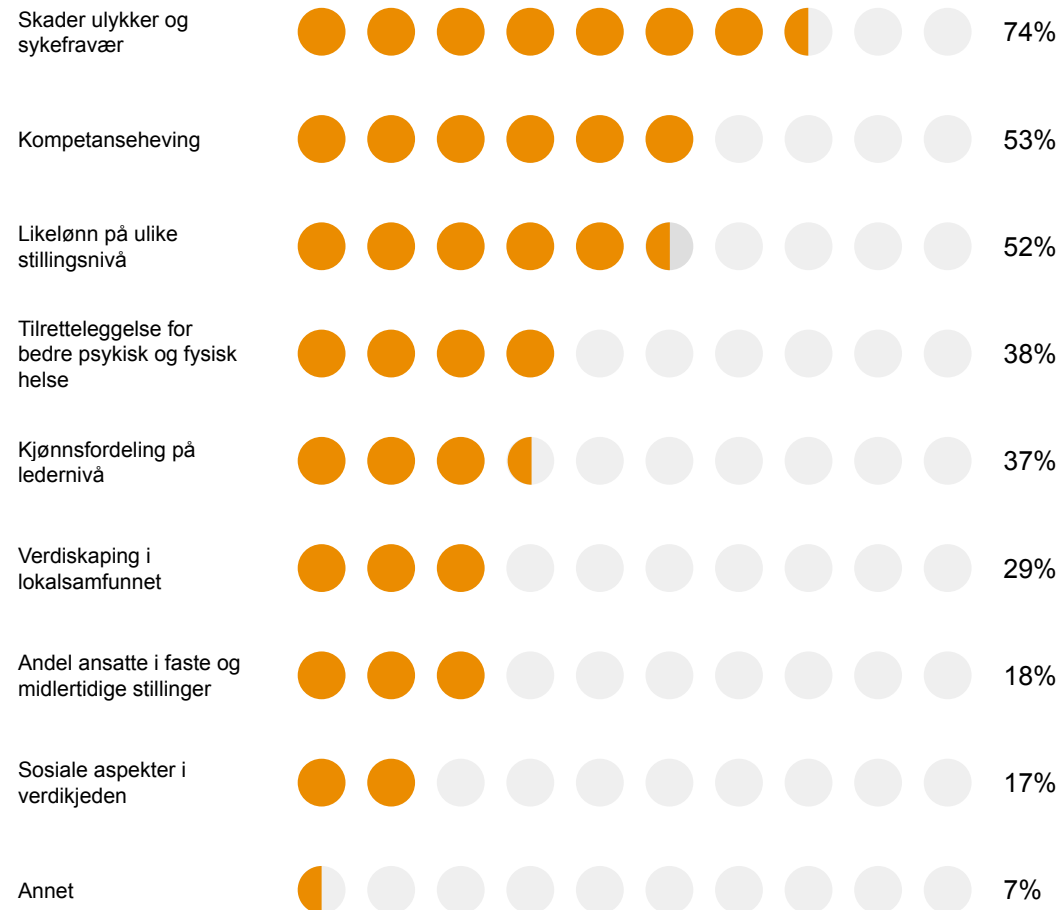 Skader ulykker og
sykefravær
74%
Kompetanseheving
53%
Likelønn på ulike
stillingsnivå
52%
Tilretteleggelse for
bedre psykisk og fysisk
helse
38%
Kjønnsfordeling på
ledernivå
37%
Verdiskaping i
lokalsamfunnet
29%
Andel ansatte i faste og
midlertidige stillinger
18%
Sosiale aspekter i
verdikjeden
17%
Annet
7%